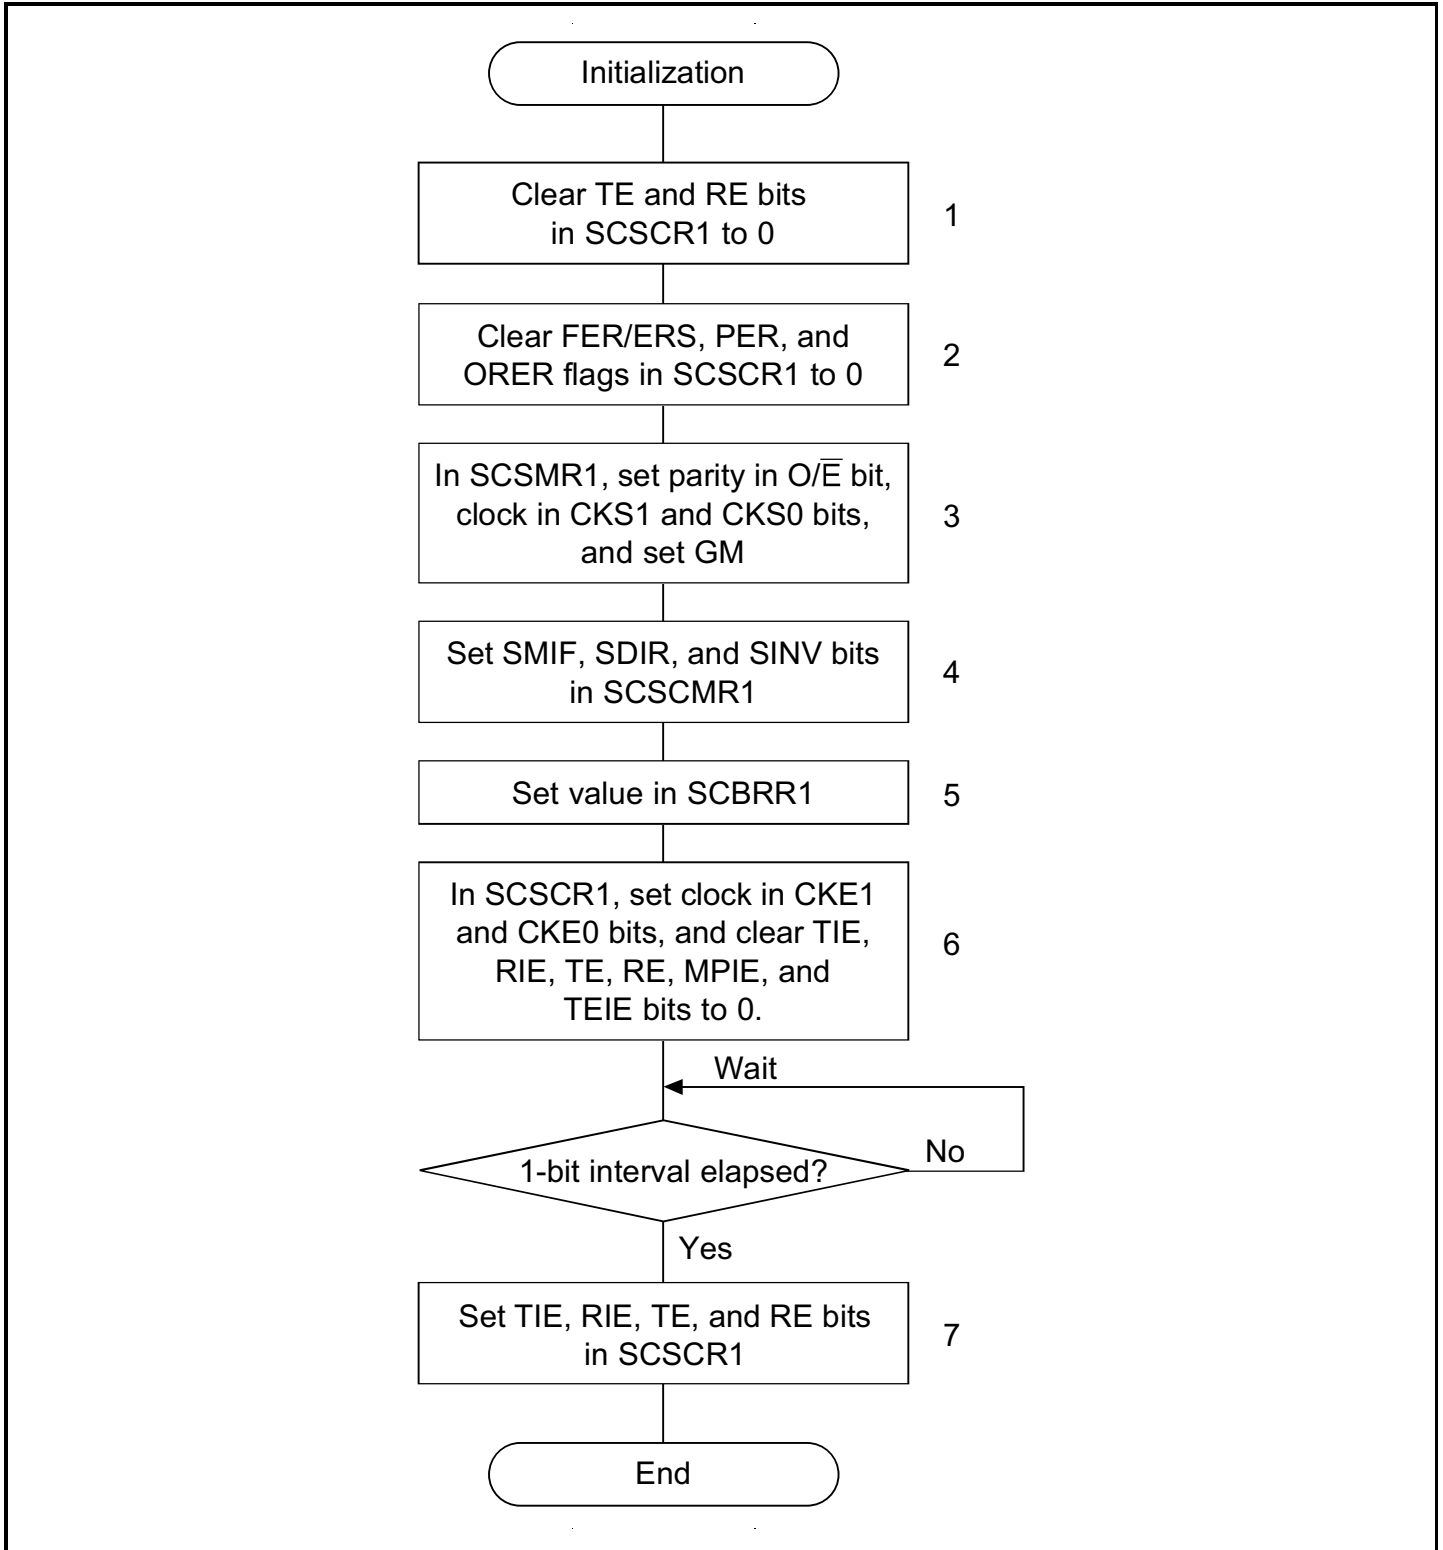 Initialization
Clear TE and RE bits
in SCSCR1 to 0
1
Clear FER/ERS, PER, and
ORER flags in SCSCR1 to 0
2
In SCSMR1, set parity in O/E̅ bit,
clock in CKS1 and CKS0 bits,
and set GM
3
Set SMIF, SDIR, and SINV bits
in SCSCMR1
4
Set value in SCBRR1
5
In SCSCR1, set clock in CKE1
and CKE0 bits, and clear TIE,
RIE, TE, RE, MPIE, and
TEIE bits to 0.
6
Wait
1-bit interval elapsed?
No
Yes
Set TIE, RIE, TE, and RE bits
in SCSCR1
7
End